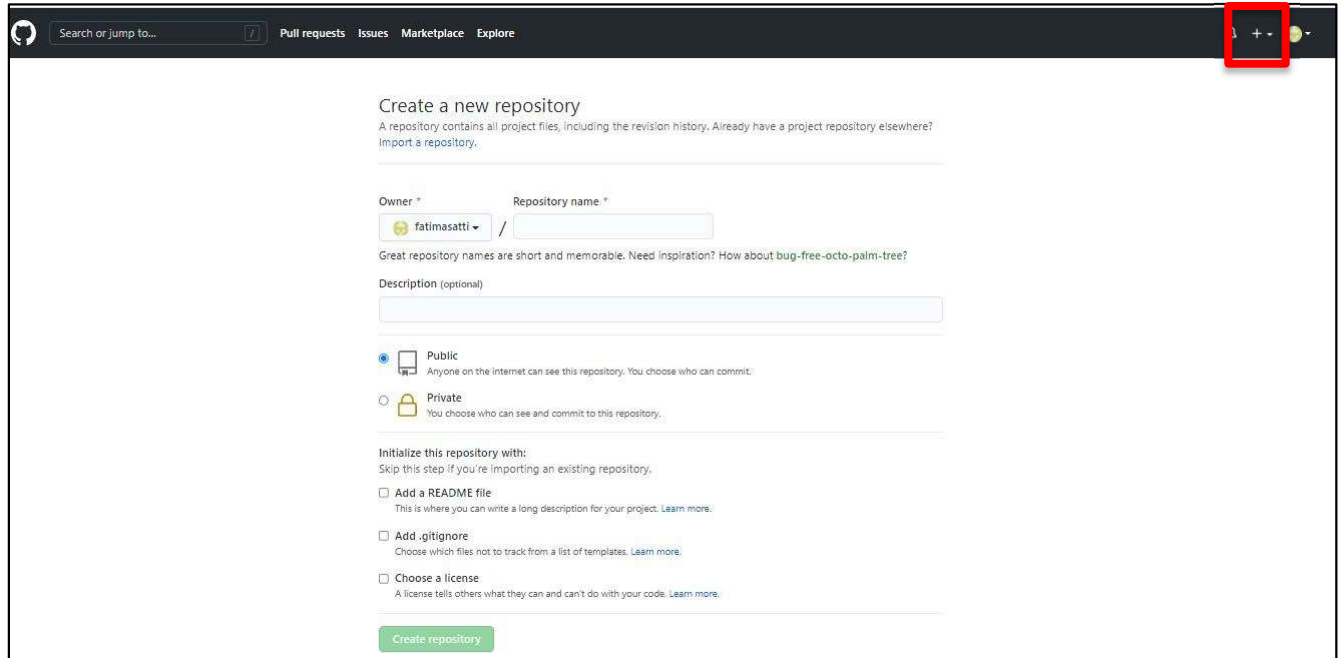 Search or jump to... /
Pull requests Issues Marketplace Explore
Create a new repository
A repository contains all project files, including the revision history. Already have a project repository elsewhere?
Import a repository.
Owner * Repository name *
fatimasatti /
Great repository names are short and memorable. Need inspiration? How about bug-free-octo-palm-tree?
Description (optional)
Public
Anyone on the internet can see this repository. You choose who can commit.
Private
You choose who can see and commit to this repository.
Initialize this repository with:
Skip this step if you're importing an existing repository.
Add a README file
This is where you can write a long description for your project. Learn more.
Add .gitignore
Choose which files not to track from a list of templates. Learn more.
Choose a license
A license tells others what they can and can't do with your code. Learn more.
Create repository